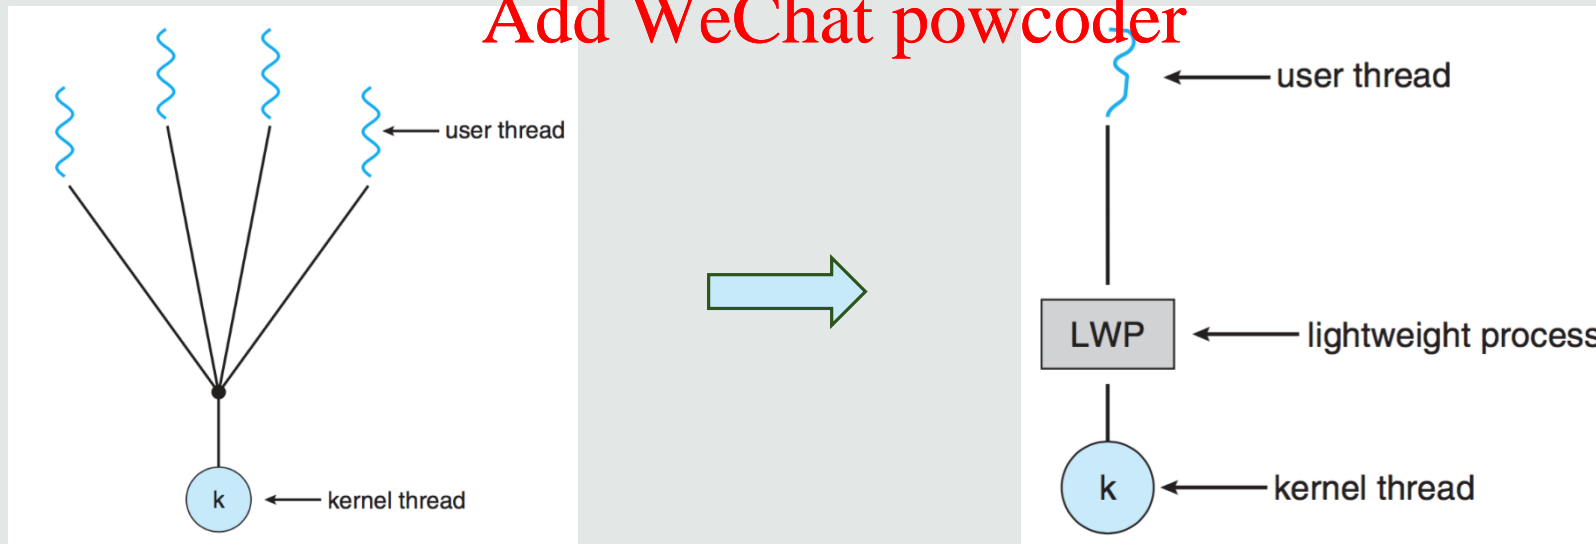 Add WeChat powcoder
user thread
k
kernel thread
user thread
LWP
lightweight process
k
kernel thread